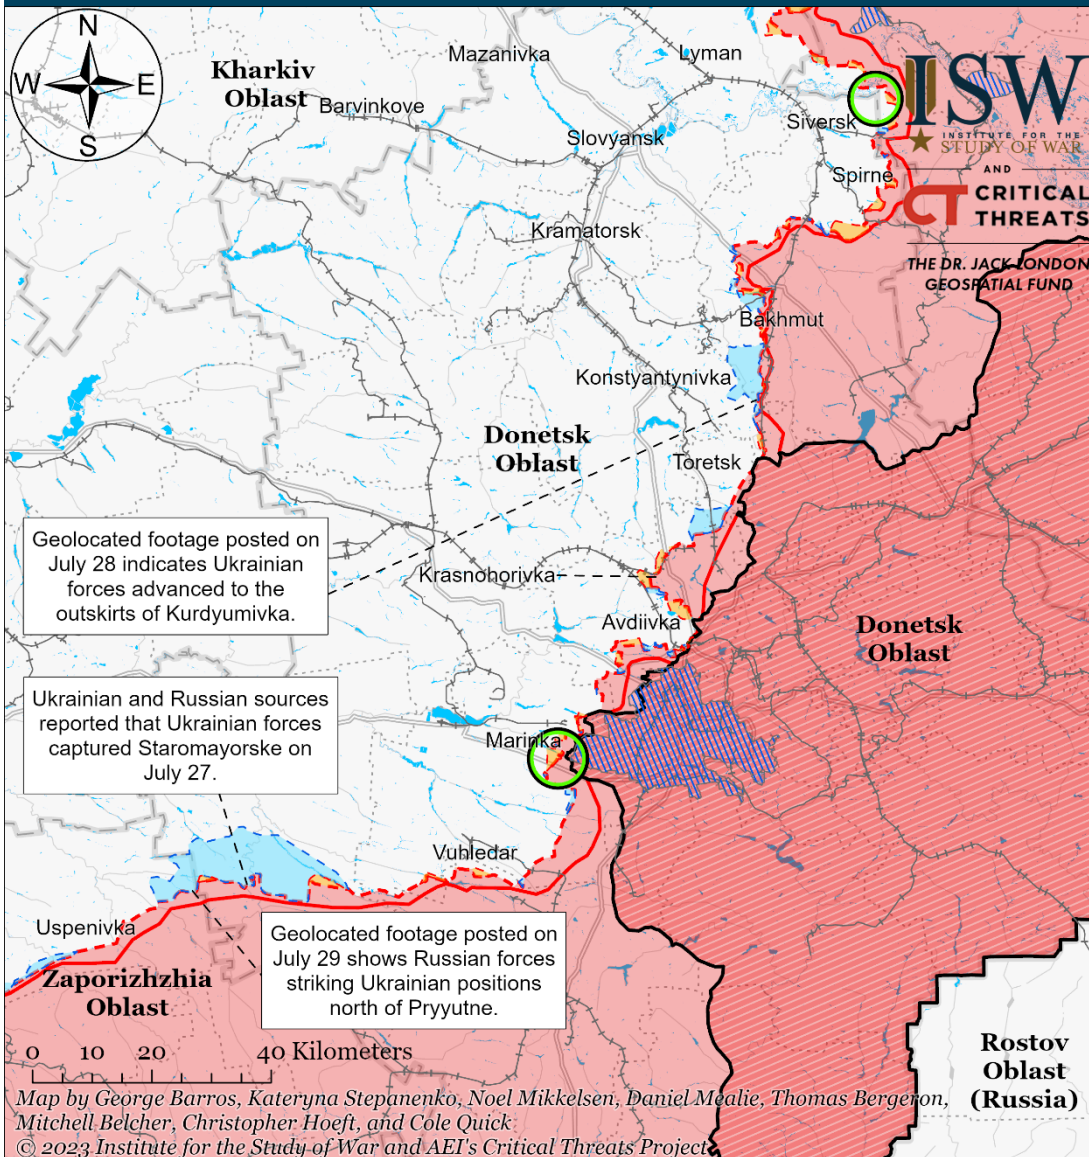 N
W
E
S
Kharkiv
Oblast
Mazanivka
Lyman
Barvinkove
Slovyansk
Siversk
Spirne
ISW
INSTITUTE FOR THE
STUDY OF WAR
AND
CT CRITICAL
THREATS
THE DR. JACK LONDON
GEOSPATIAL FUND
Kramatorsk
Bakhmut
Konstyantynivka
Donetsk
Oblast
Toretsk
Geolocated footage posted on
July 28 indicates Ukrainian
forces advanced to the
outskirts of Kurdyumivka.
Krasnohorivka
Avdiivka
Donetsk
Oblast
Ukrainian and Russian sources
reported that Ukrainian forces
captured Staromayorske on
July 27.
Marinka
Vuhledar
Uspenivka
Geolocated footage posted on
July 29 shows Russian forces
striking Ukrainian positions
north of Pryyutne.
Zaporizhzhia
Oblast
Rostov
Oblast
(Russia)
0 10 20 40 Kilometers
Map by George Barros, Kateryna Stepanenko, Noel Mikkelsen, Daniel Mealie, Thomas Bergeron,
Mitchell Belcher, Christopher Hoeft, and Cole Quick
© 2023 Institute for the Study of War and AEI's Critical Threats Project